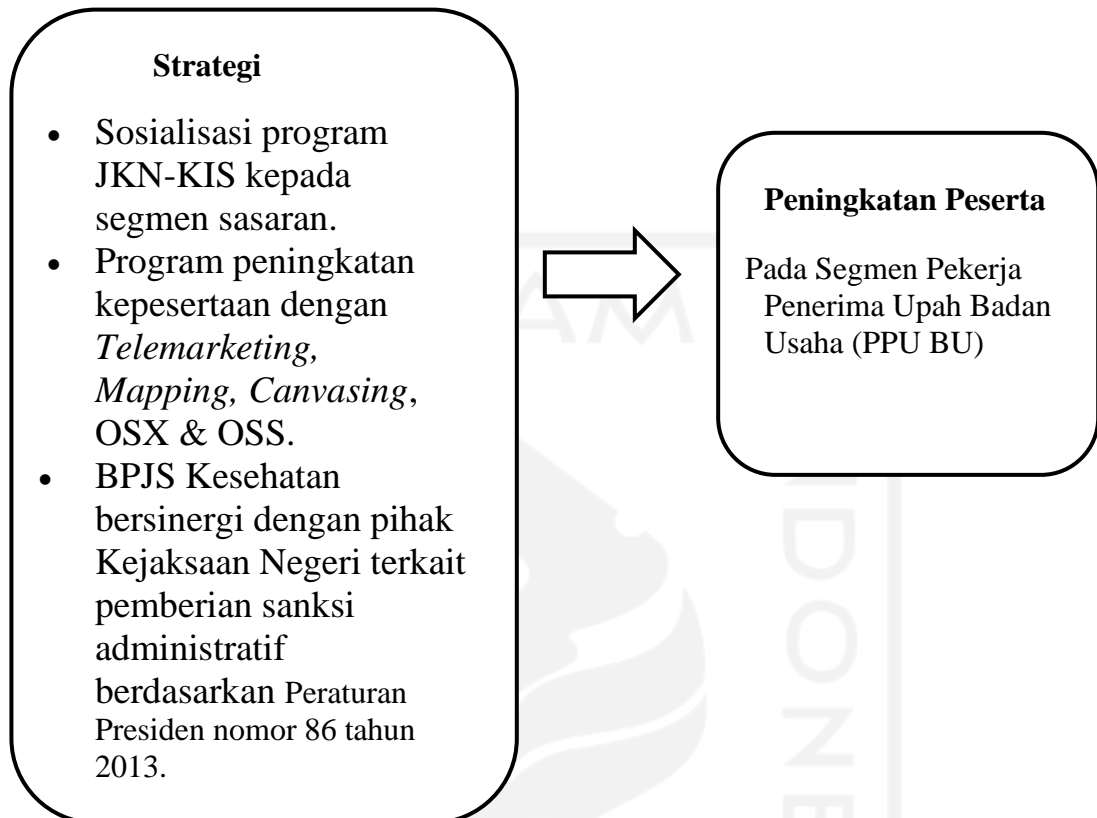 Strategi
• Sosialisasi program
JKN-KIS kepada
segmen sasaran.
• Program peningkatan
kepesertaan dengan
Telemarketing,
Mapping, Canvasing,
OSX & OSS.
• BPJS Kesehatan
bersinergi dengan pihak
Kejaksaan Negeri terkait
pemberian sanksi
administratif
berdasarkan Peraturan
Presiden nomor 86 tahun
2013.
Peningkatan Peserta
Pada Segmen Pekerja
Penerima Upah Badan
Usaha (PPU BU)